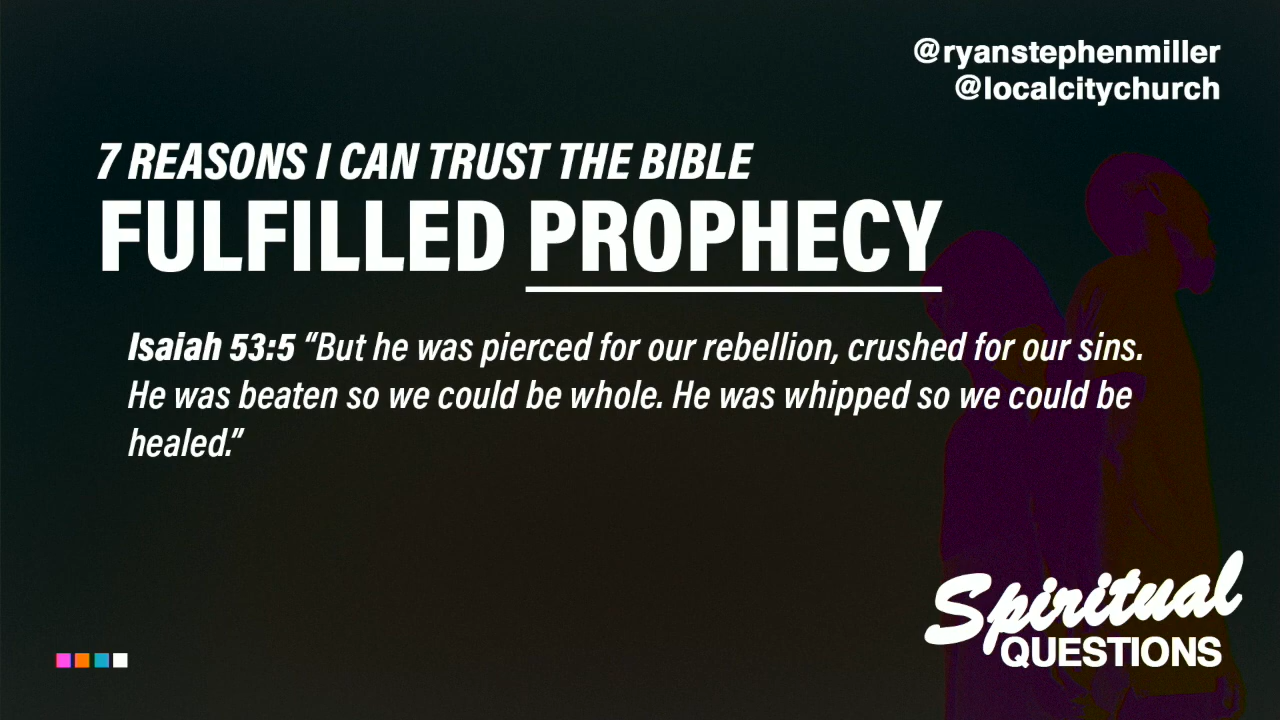 @ryanstephenmiller
@localcitychurch
7 REASONS I CAN TRUST THE BIBLE
FULFILLED PROPHECY
Isaiah 53:5 “But he was pierced for our rebellion, crushed for our sins.
He was beaten so we could be whole. He was whipped so we could be
healed.”
Spiritual
QUESTIONS